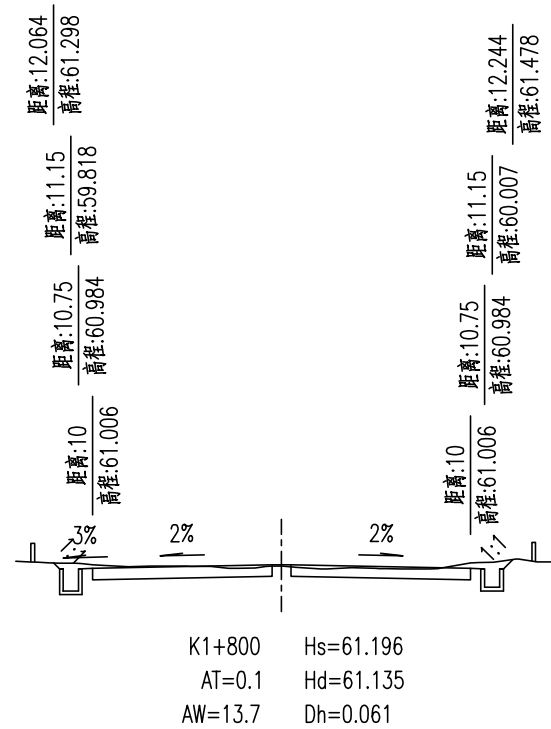 距离:12.064
高程:61.298
距离:11.15
高程:59.818
距离:10.75
高程:60.984
距离:10
高程:61.006
距离:12.244
高程:61.478
距离:11.15
高程:60.007
距离:10.75
高程:60.984
距离:10
高程:61.006
1:1
3%
2%
2%
1:1
K1+800
Hs=61.196
AT=0.1
Hd=61.135
AW=13.7
Dh=0.061